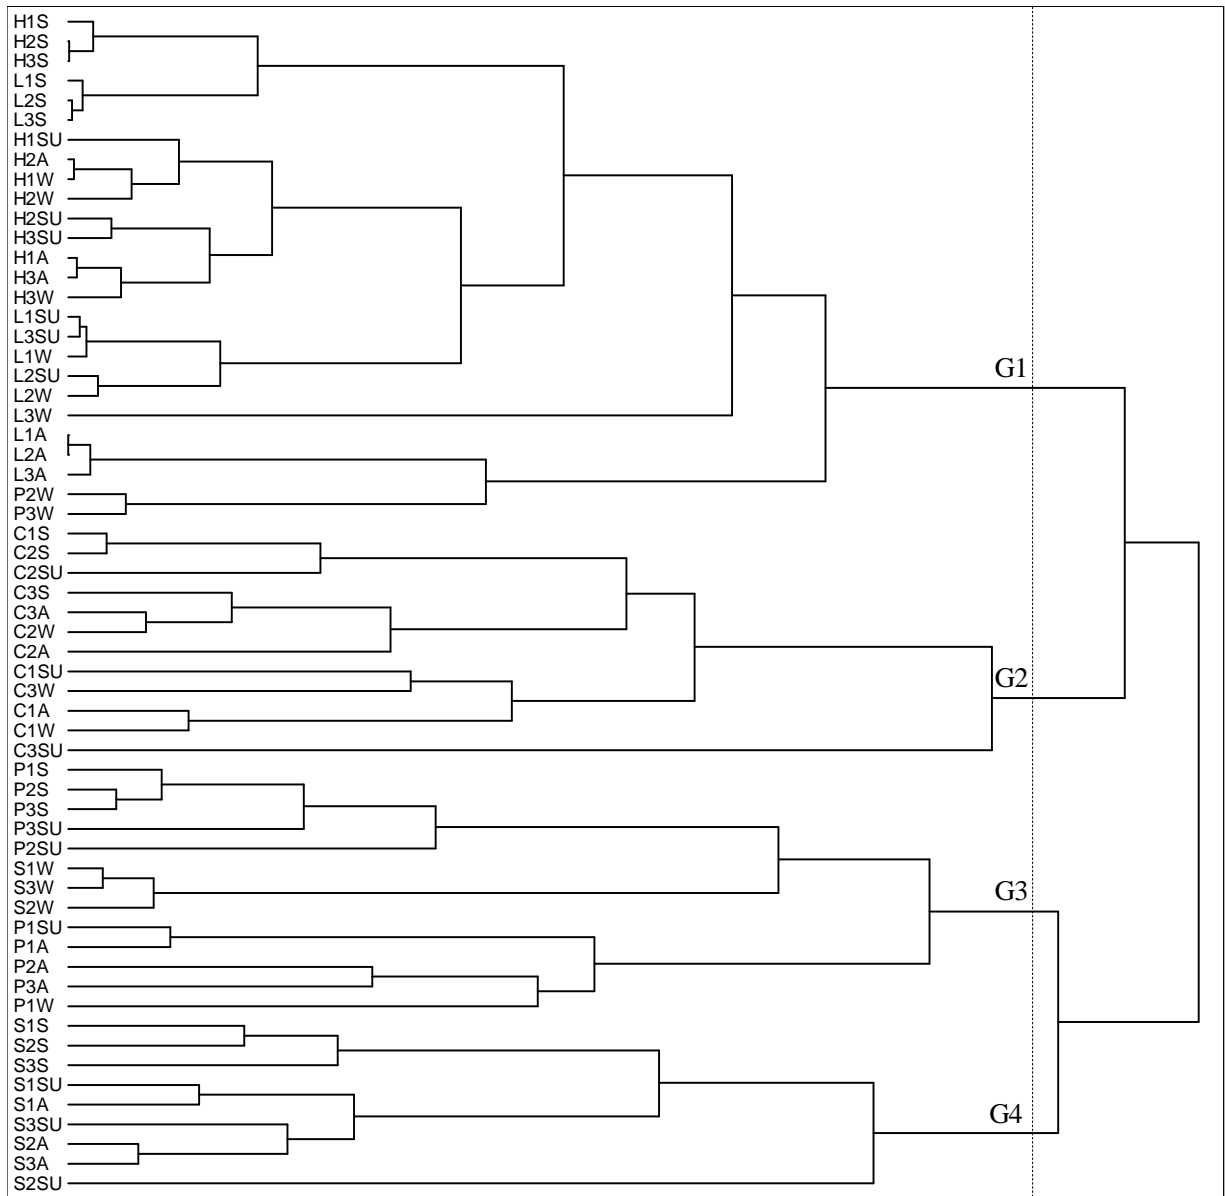 H1S
H2S
H3S
L1S
L2S
L3S
H1SU
H2A
H1W
H2W
H2SU
H3SU
H1A
H3A
H3W
L1SU
L3SU
L1W
G1
L2SU
L2W
L3W
L1A
L2A
L3A
P2W
P3W
C1S
C2S
C2SU
C3S
C3A
C2W
C2A
C1SU
G2
C3W
C1A
C1W
C3SU
P1S
P2S
P3S
P3SU
P2SU
S1W
S3W
G3
S2W
P1SU
P1A
P2A
P3A
P1W
S1S
S2S
S3S
S1SU
S1A
G4
S3SU
S2A
S3A
S2SU